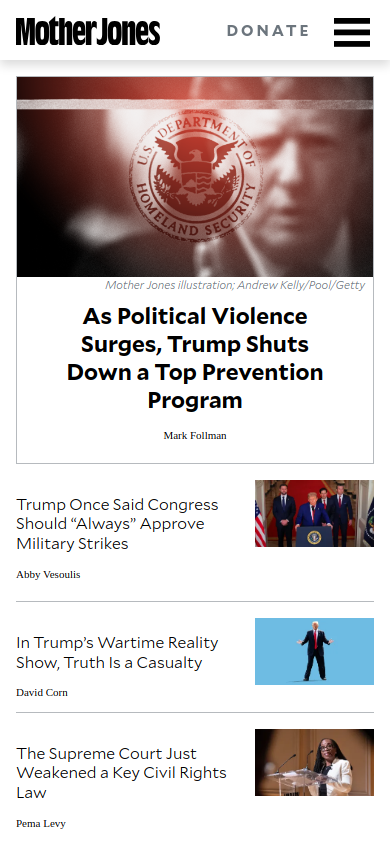 Mother Jones
DONATE
U.S. DEPARTMENT OF
HOMELAND SECURITY
Mother Jones illustration; Andrew Kelly/Pool/Getty
As Political Violence
Surges, Trump Shuts
Down a Top Prevention
Program
Mark Follman
Trump Once Said Congress
Should “Always” Approve
Military Strikes
Abby Vesoulis
In Trump’s Wartime Reality
Show, Truth Is a Casualty
David Corn
The Supreme Court Just
Weakened a Key Civil Rights
Law
Pema Levy